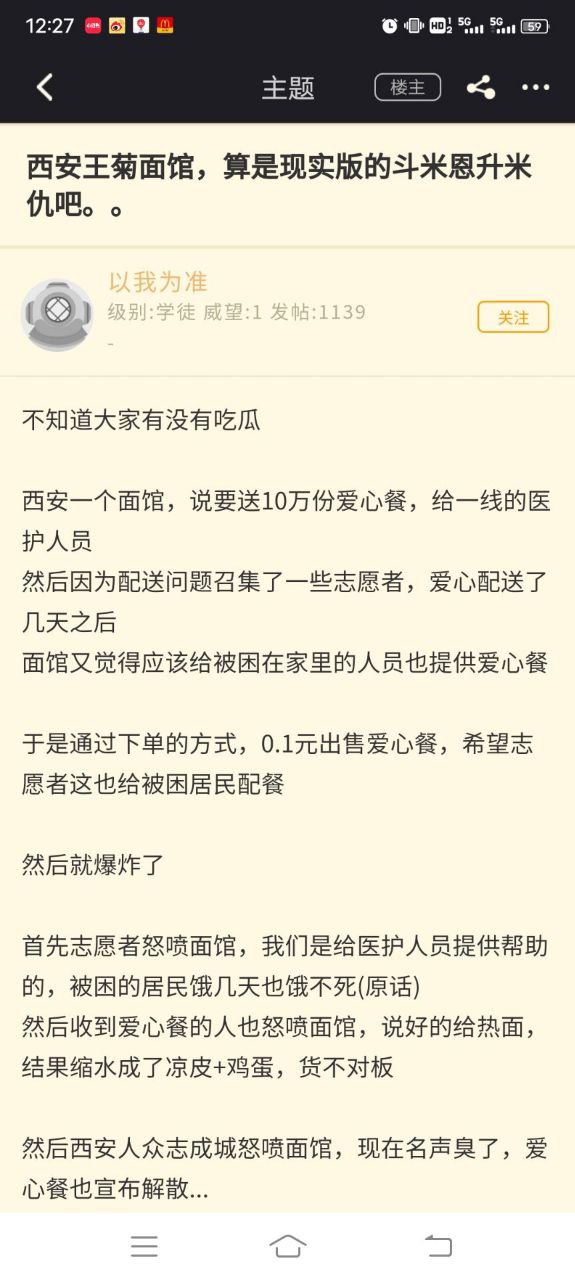 12:27
HD 1 2 5G 5G 59
主题
楼主
西安王菊面馆，算是现实版的斗米恩升米
仇吧。。
以我为准
级别:学徒 威望:1 发帖:1139
关注
-
不知道大家有没有吃瓜
西安一个面馆，说要送10万份爱心餐，给一线的医
护人员
然后因为配送问题召集了一些志愿者，爱心配送了
几天之后
面馆又觉得应该给被困在家里的人员也提供爱心餐
于是通过下单的方式，0.1元出售爱心餐，希望志
愿者这也给被困居民配餐
然后就爆炸了
首先志愿者怒喷面馆，我们是给医护人员提供帮助
的，被困的居民饿几天也饿不死(原话)
然后收到爱心餐的人也怒喷面馆，说好的给热面，
结果缩水成了凉皮+鸡蛋，货不对板
然后西安人众志成城怒喷面馆，现在名声臭了，爱
心餐也宣布解散...